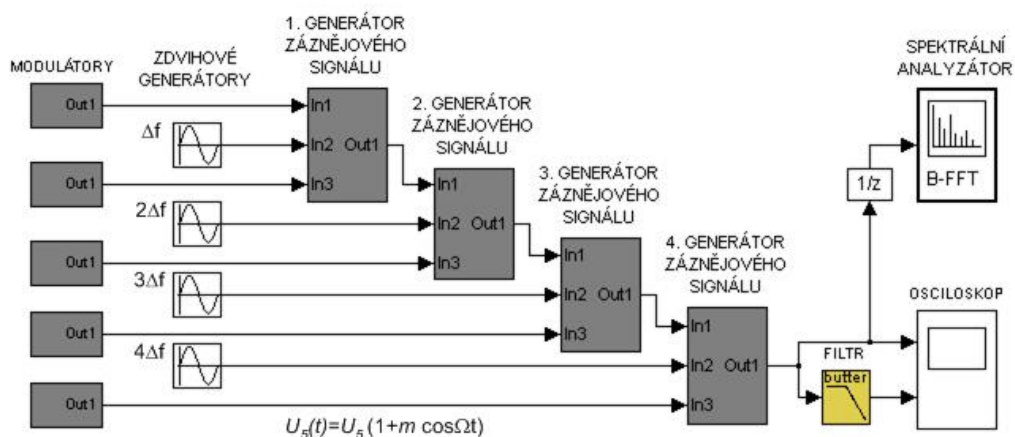 MODULÁTORY
Out1
Out1
Out1
Out1
Out1
ZDVIHOVÉ
GENERÁTORY
Δf
2Δf
3Δf
4Δf
1. GENERÁTOR
ZÁZNĚJOVÉHO
SIGNÁLU
In1
In2 Out1
In3
2. GENERÁTOR
ZÁZNĚJOVÉHO
SIGNÁLU
In1
In2 Out1
In3
3. GENERÁTOR
ZÁZNĚJOVÉHO
SIGNÁLU
In1
In2 Out1
In3
4. GENERÁTOR
ZÁZNĚJOVÉHO
SIGNÁLU
In1
In2 Out1
In3
U₅(t)=U₅ (1+m cosΩt)
SPEKTRÁLNÍ
ANALYZÁTOR
B-FFT
1/z
FILTR
butter
OSCILOSKOP